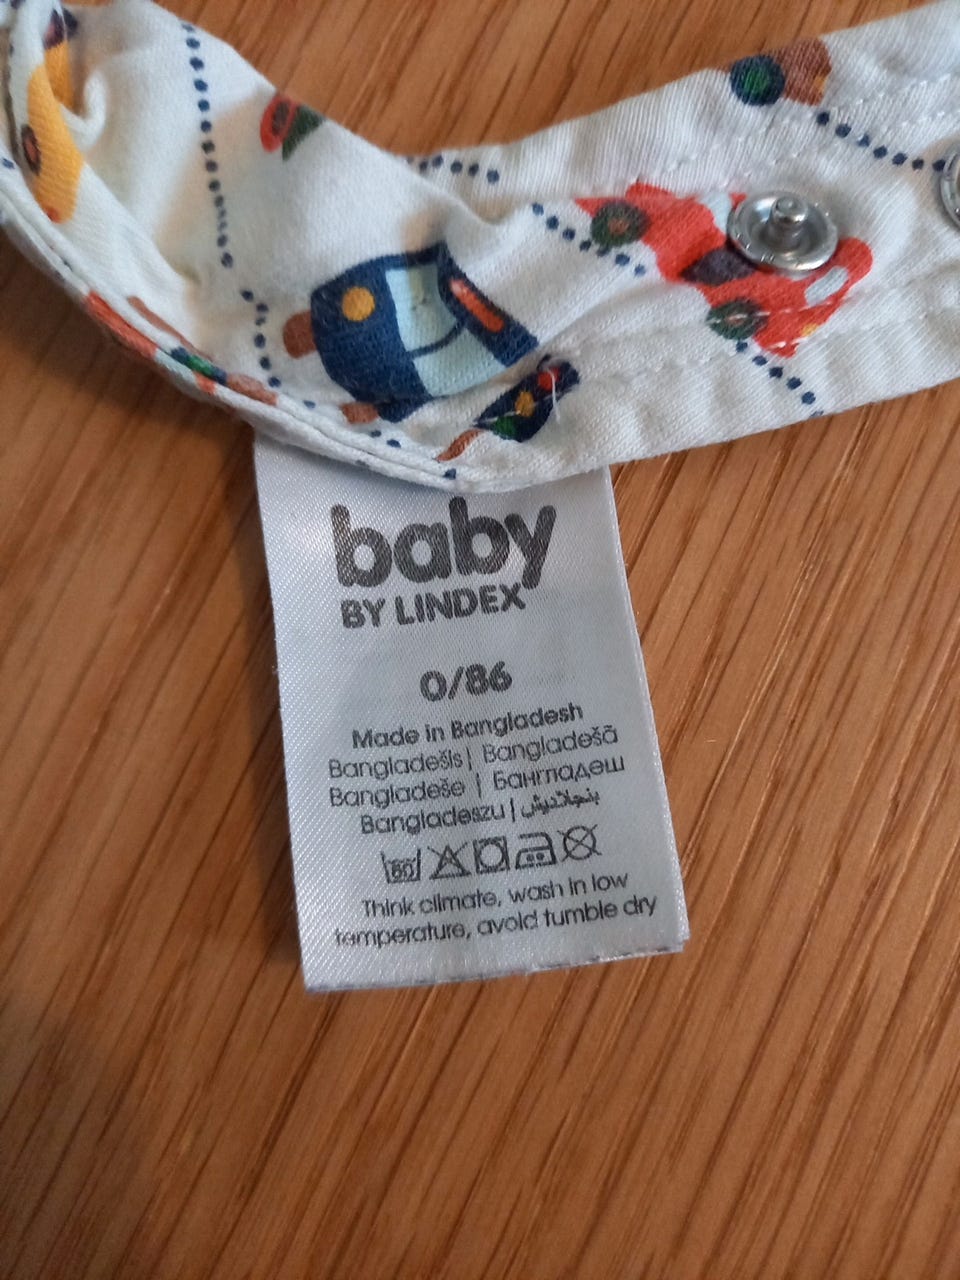 baby
BY LINDEX
0/86
Made in Bangladesh
Bangladešis | Bangladešā
Bangladeše | Бангладеш
Bangladeszu | بنجلاديش
60
Think climate, wash in low
temperature, avoid tumble dry